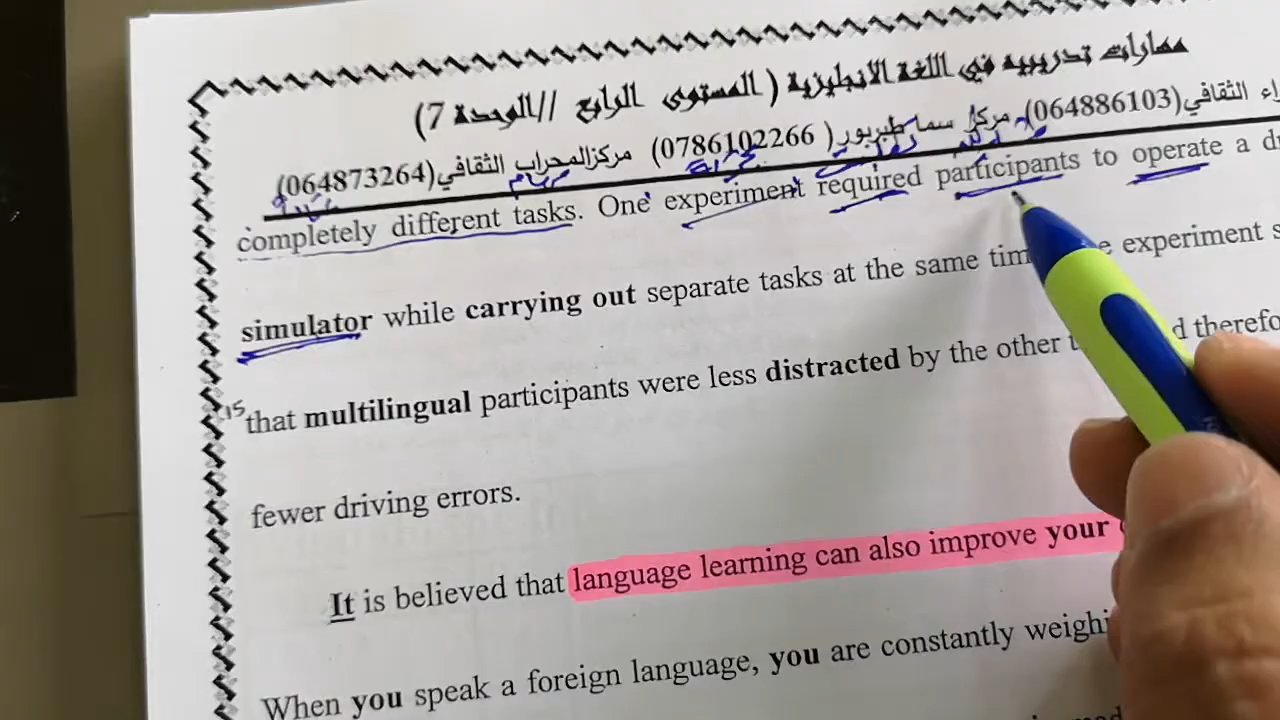 مهارات تدريبية في اللغة الانجليزية ( المستوى الرابع // الوحدة 7)
الثقافي(064886103) مركز سما طبربور (0786102266) مركز المحراب الثقافي(064873264)
completely different tasks. One experiment required participants to operate a
simulator while carrying out separate tasks at the same experiment
15
that multilingual participants were less distracted by the other
fewer driving errors.
It is believed that language learning can also improve your
When you speak a foreign language, you are constantly